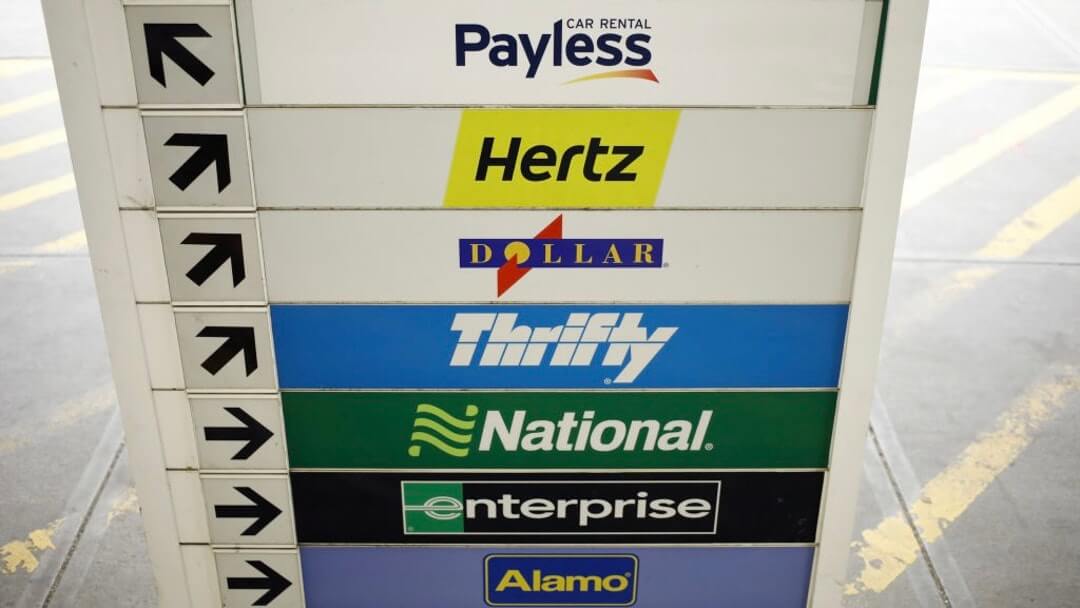 CAR RENTAL
Payless
Hertz
DOLLAR®
Thrifty®
National®
enterprise®
Alamo®